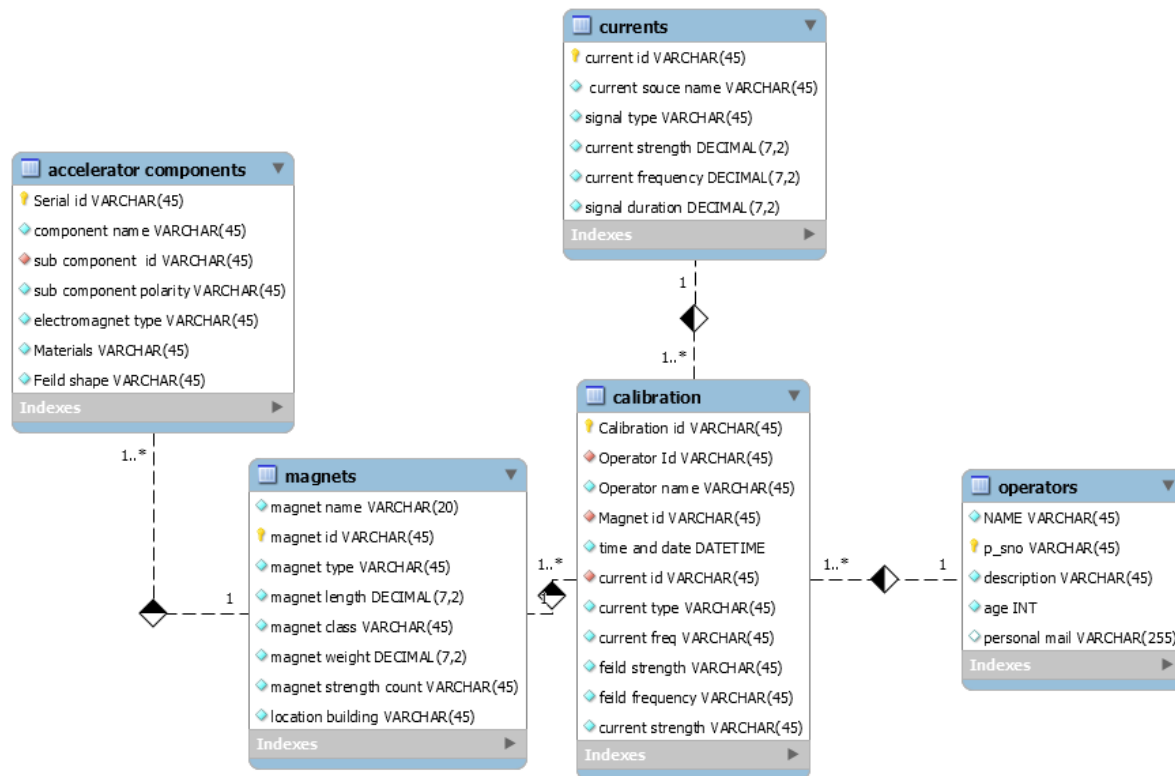 currents
current id VARCHAR(45)
current souce name VARCHAR(45)
signal type VARCHAR(45)
current strength DECIMAL(7,2)
current frequency DECIMAL(7,2)
signal duration DECIMAL(7,2)
Indexes
accelerator components
Serial id VARCHAR(45)
component name VARCHAR(45)
sub component id VARCHAR(45)
sub component polarity VARCHAR(45)
electromagnet type VARCHAR(45)
Materials VARCHAR(45)
Feild shape VARCHAR(45)
Indexes
1
1..*
1..*
1
magnets
magnet name VARCHAR(20)
magnet id VARCHAR(45)
magnet type VARCHAR(45)
magnet length DECIMAL(7,2)
magnet class VARCHAR(45)
magnet weight DECIMAL(7,2)
magnet strength count VARCHAR(45)
location building VARCHAR(45)
Indexes
1..*
1
calibration
Calibration id VARCHAR(45)
Operator Id VARCHAR(45)
Operator name VARCHAR(45)
Magnet id VARCHAR(45)
time and date DATETIME
current id VARCHAR(45)
current type VARCHAR(45)
current freq VARCHAR(45)
feild strength VARCHAR(45)
feild frequency VARCHAR(45)
current strength VARCHAR(45)
Indexes
1..*
1
operators
NAME VARCHAR(45)
p_sno VARCHAR(45)
description VARCHAR(45)
age INT
personal mail VARCHAR(255)
Indexes